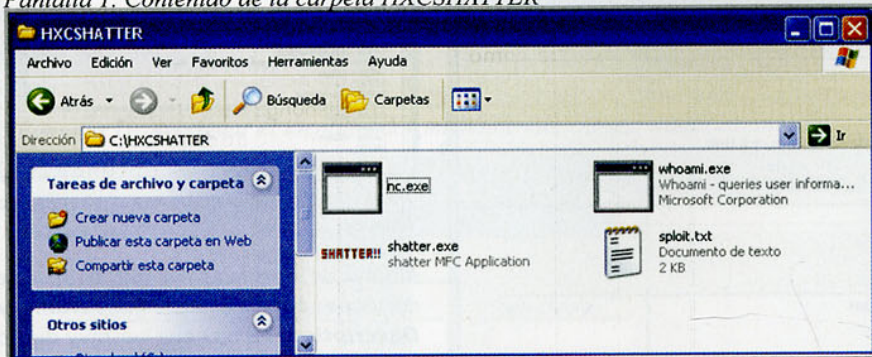 Pantalla 1: Contenido de la carpeta HXCSHATTER
HXCSHATTER
Archivo Edición Ver Favoritos Herramientas Ayuda
Atrás Búsqueda Carpetas
Dirección C:\HXCSHATTER Ir
Tareas de archivo y carpeta
Crear nueva carpeta
Publicar esta carpeta en Web
Compartir esta carpeta
Otros sitios
nc.exe
whoami.exe
Whoami - queries user informa...
Microsoft Corporation
SHATTER!!
shatter.exe
shatter MFC Application
sploit.txt
Documento de texto
2 KB